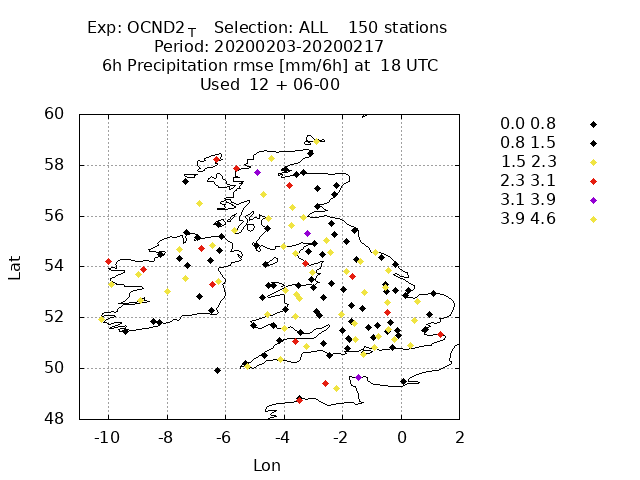 Exp: OCND2_T Selection: ALL 150 stations
Period: 20200203-20200217
6h Precipitation rmse [mm/6h] at 18 UTC
Used 12 + 06-00
60
58
56
54
52
50
48
Lat
-10 -8 -6 -4 -2 0 2
Lon
0.0 0.8
0.8 1.5
1.5 2.3
2.3 3.1
3.1 3.9
3.9 4.6